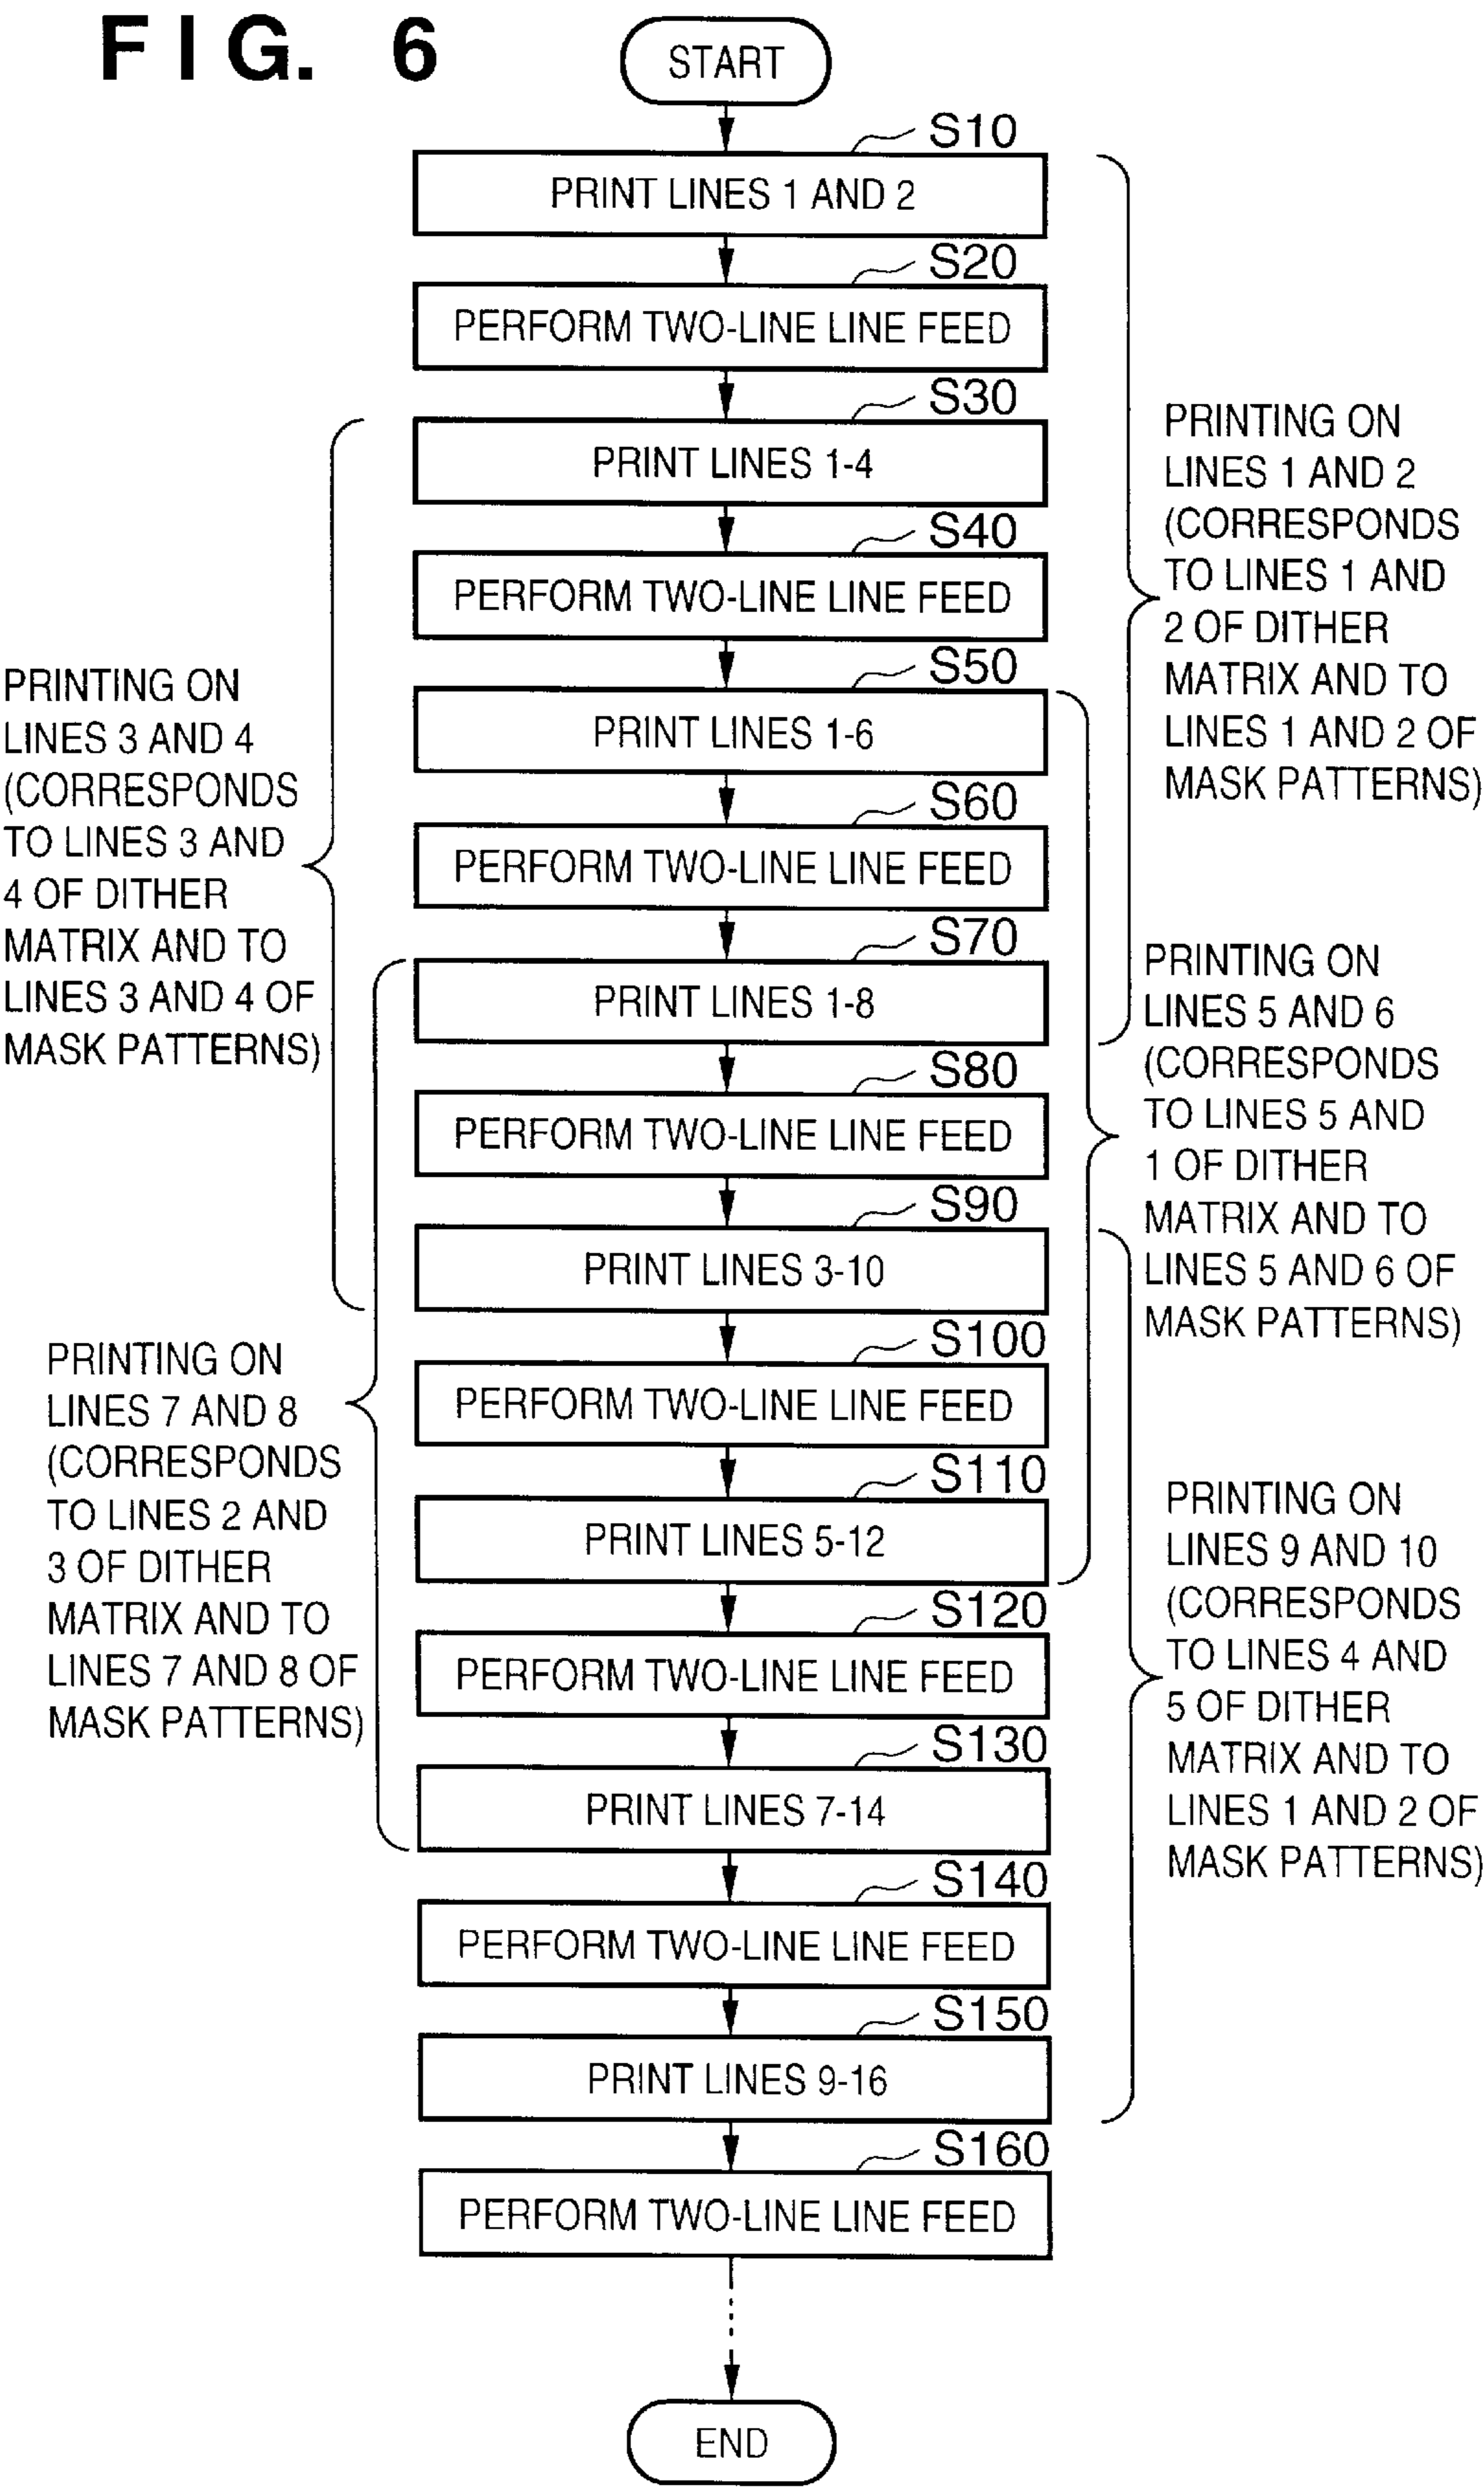 FIG. 6
START
S10
PRINT LINES 1 AND 2
S20
PERFORM TWO-LINE LINE FEED
S30
PRINT LINES 1-4
S40
PERFORM TWO-LINE LINE FEED
S50
PRINT LINES 1-6
S60
PERFORM TWO-LINE LINE FEED
S70
PRINT LINES 1-8
S80
PERFORM TWO-LINE LINE FEED
S90
PRINT LINES 3-10
S100
PERFORM TWO-LINE LINE FEED
S110
PRINT LINES 5-12
S120
PERFORM TWO-LINE LINE FEED
S130
PRINT LINES 7-14
S140
PERFORM TWO-LINE LINE FEED
S150
PRINT LINES 9-16
S160
PERFORM TWO-LINE LINE FEED
END
PRINTING ON
LINES 1 AND 2
(CORRESPONDS
TO LINES 1 AND
2 OF DITHER
MATRIX AND TO
LINES 1 AND 2 OF
MASK PATTERNS)
PRINTING ON
LINES 3 AND 4
(CORRESPONDS
TO LINES 3 AND
4 OF DITHER
MATRIX AND TO
LINES 3 AND 4 OF
MASK PATTERNS)
PRINTING ON
LINES 5 AND 6
(CORRESPONDS
TO LINES 5 AND
1 OF DITHER
MATRIX AND TO
LINES 5 AND 6 OF
MASK PATTERNS)
PRINTING ON
LINES 7 AND 8
(CORRESPONDS
TO LINES 2 AND
3 OF DITHER
MATRIX AND TO
LINES 7 AND 8 OF
MASK PATTERNS)
PRINTING ON
LINES 9 AND 10
(CORRESPONDS
TO LINES 4 AND
5 OF DITHER
MATRIX AND TO
LINES 1 AND 2 OF
MASK PATTERNS)